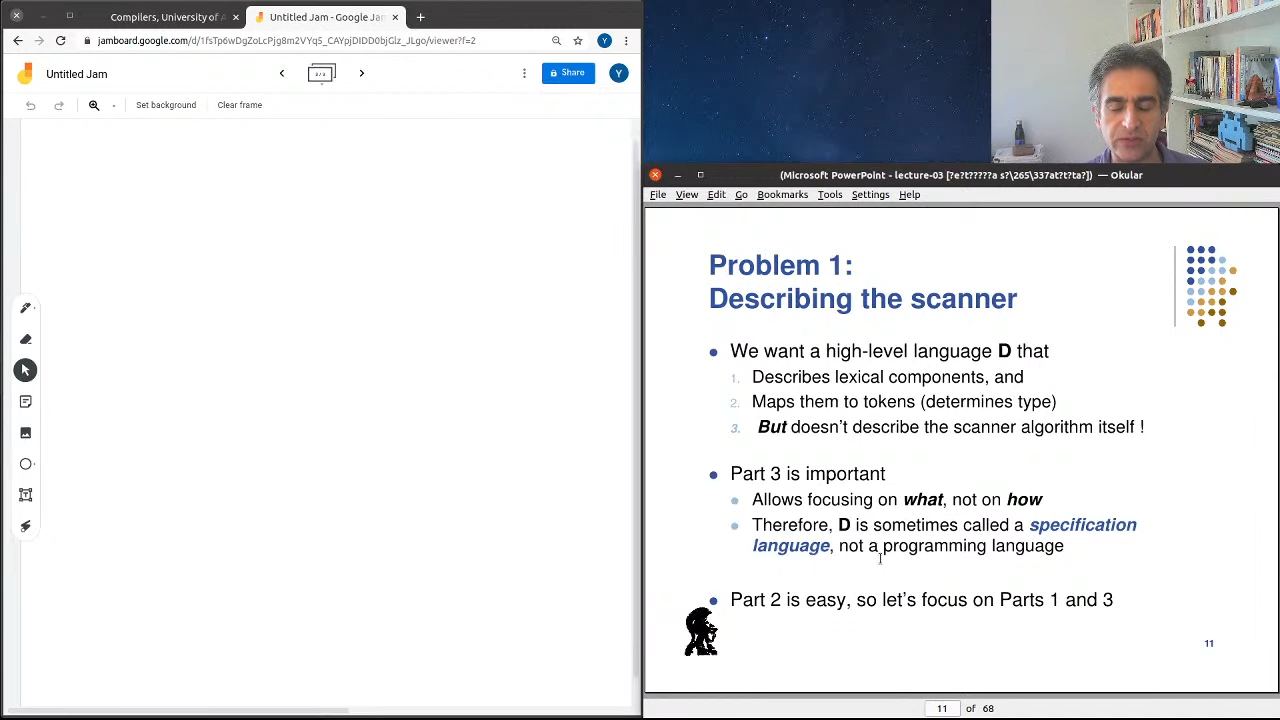 Compilers, University of A
Untitled Jam - Google Jam
jamboard.google.com/d/1fsTp6wDgZoLcPjg8m2VYq5_CAYpjDIDD0bjGlz_JLgo/viewer?f=2
Y
Untitled Jam
3 / 3
Share
Y
Set background
Clear frame
(Microsoft PowerPoint - lecture-03 [?e?t?????a s?\265\337at?t?ta?]) — Okular
File View Edit Go Bookmarks Tools Settings Help
Problem 1:
Describing the scanner
We want a high-level language D that
1. Describes lexical components, and
2. Maps them to tokens (determines type)
3. But doesn't describe the scanner algorithm itself !
Part 3 is important
Allows focusing on what, not on how
Therefore, D is sometimes called a specification
language, not a programming language
Part 2 is easy, so let's focus on Parts 1 and 3
11
11 of 68